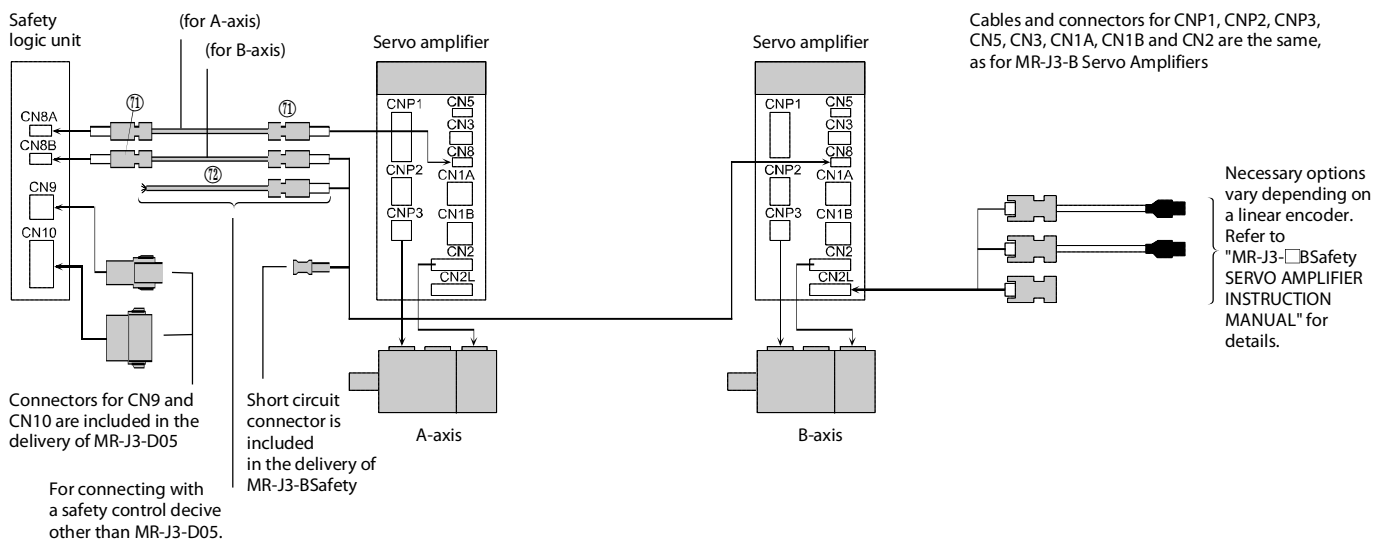 Safety
logic unit
(for A-axis)
(for B-axis)
Servo amplifier
Servo amplifier
Cables and connectors for CNP1, CNP2, CNP3,
CN5, CN3, CN1A, CN1B and CN2 are the same,
as for MR-J3-B Servo Amplifiers
CN8A
CN8B
CN9
CN10
⑦①
⑦①
⑦②
CNP1
CNP2
CNP3
CN5
CN3
CN8
CN1A
CN1B
CN2
CN2L
CNP1
CNP2
CNP3
CN5
CN3
CN8
CN1A
CN1B
CN2
CN2L
Necessary options
vary depending on
a linear encoder.
Refer to
"MR-J3-□BSafety
SERVO AMPLIFIER
INSTRUCTION
MANUAL" for
details.
Connectors for CN9 and
CN10 are included in the
delivery of MR-J3-D05
Short circuit
connector is
included
in the delivery of
MR-J3-BSafety
A-axis
B-axis
For connecting with
a safety control decive
other than MR-J3-D05.